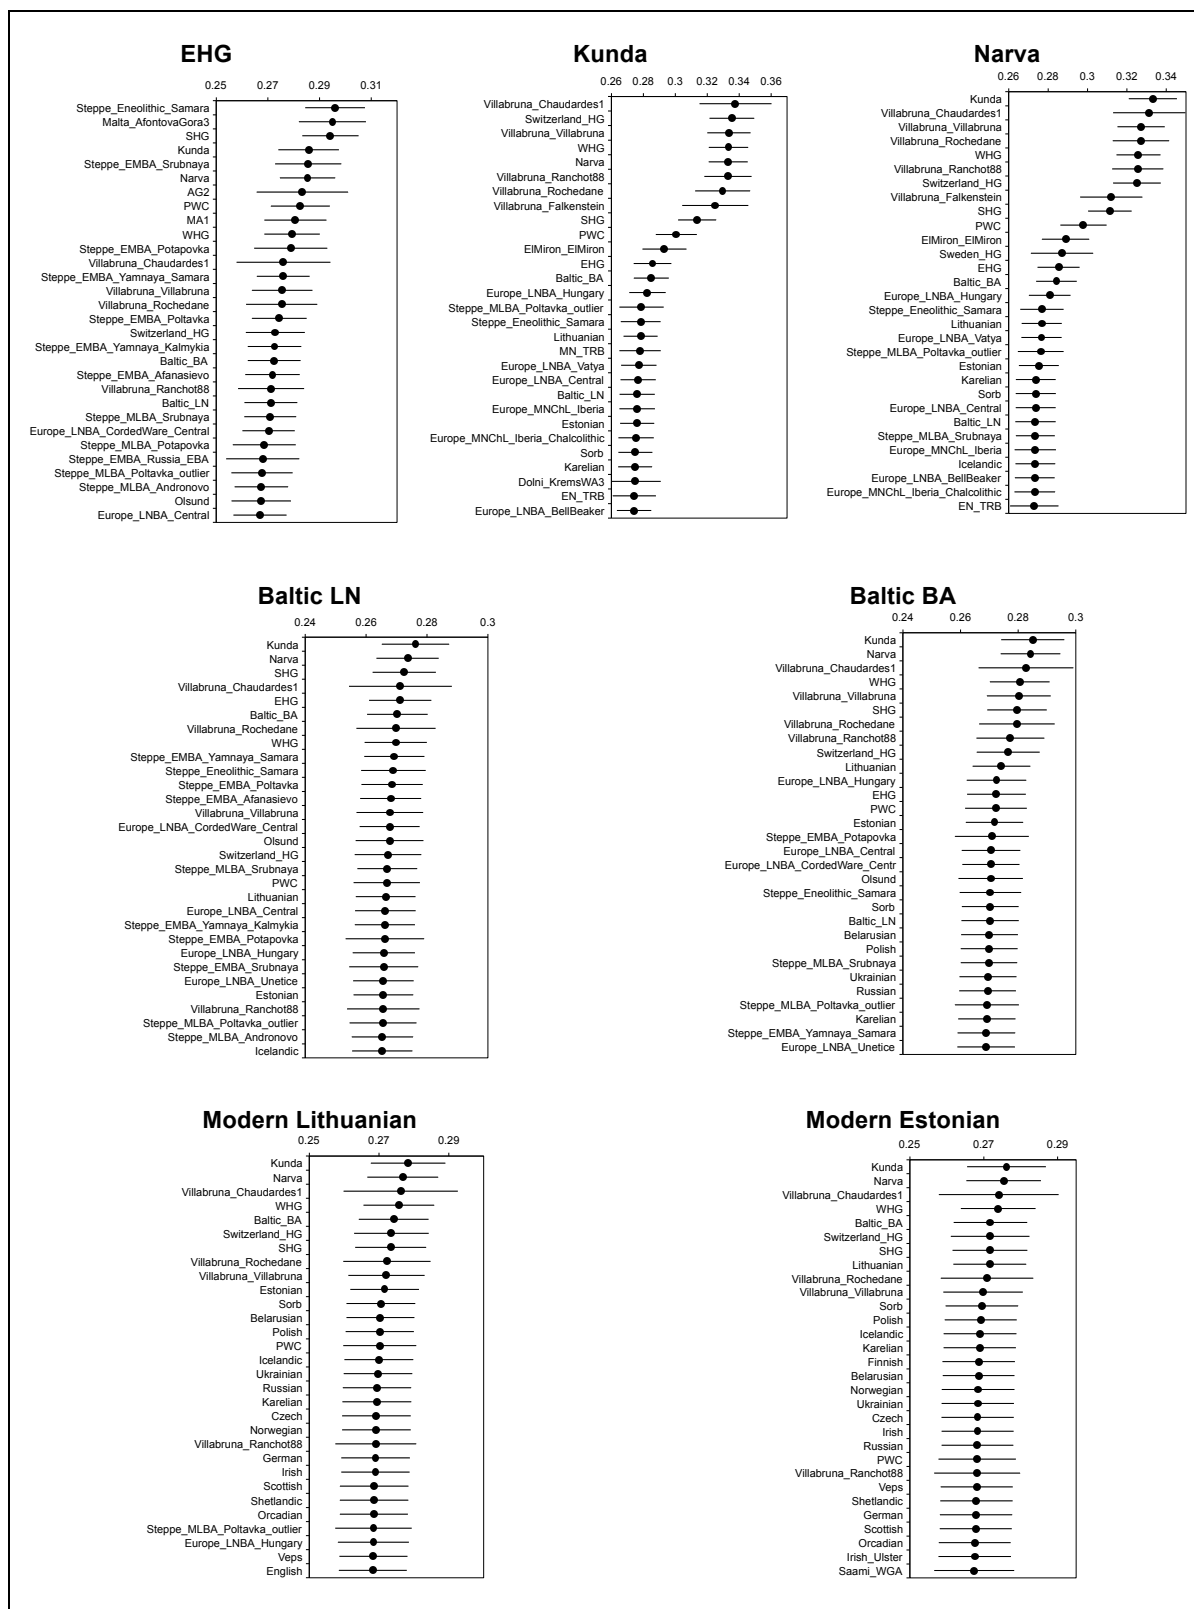 EHG
0.25 0.27 0.29 0.31
Steppe_Eneolithic_Samara
Malta_AfontovaGora3
SHG
Kunda
Steppe_EMBA_Srubnaya
Narva
AG2
PWC
MA1
WHG
Steppe_EMBA_Potapovka
Villabruna_Chaudardes1
Steppe_EMBA_Yamnaya_Samara
Villabruna_Villabruna
Villabruna_Rochedane
Steppe_EMBA_Poltavka
Switzerland_HG
Steppe_EMBA_Yamnaya_Kalmykia
Baltic_BA
Steppe_EMBA_Afanasievo
Villabruna_Ranchot88
Baltic_LN
Steppe_MLBA_Srubnaya
Europe_LNBA_CordedWare_Central
Steppe_MLBA_Potapovka
Steppe_EMBA_Russia_EBA
Steppe_MLBA_Poltavka_outlier
Steppe_MLBA_Andronovo
Olsund
Europe_LNBA_Central
Kunda
0.26 0.28 0.3 0.32 0.34 0.36
Villabruna_Chaudardes1
Switzerland_HG
Villabruna_Villabruna
WHG
Narva
Villabruna_Ranchot88
Villabruna_Rochedane
Villabruna_Falkenstein
SHG
PWC
ElMiron_ElMiron
EHG
Baltic_BA
Europe_LNBA_Hungary
Steppe_MLBA_Poltavka_outlier
Steppe_Eneolithic_Samara
Lithuanian
MN_TRB
Europe_LNBA_Vatya
Europe_LNBA_Central
Baltic_LN
Europe_MNChL_Iberia
Estonian
Europe_MNChL_Iberia_Chalcolithic
Sorb
Karelian
Dolni_KremsWA3
EN_TRB
Europe_LNBA_BellBeaker
Narva
0.26 0.28 0.3 0.32 0.34
Kunda
Villabruna_Chaudardes1
Villabruna_Villabruna
Villabruna_Rochedane
WHG
Villabruna_Ranchot88
Switzerland_HG
Villabruna_Falkenstein
SHG
PWC
ElMiron_ElMiron
Sweden_HG
EHG
Baltic_BA
Europe_LNBA_Hungary
Steppe_Eneolithic_Samara
Lithuanian
Europe_LNBA_Vatya
Steppe_MLBA_Poltavka_outlier
Estonian
Karelian
Sorb
Europe_LNBA_Central
Baltic_LN
Steppe_MLBA_Srubnaya
Europe_MNChL_Iberia
Icelandic
Europe_LNBA_BellBeaker
Europe_MNChL_Iberia_Chalcolithic
EN_TRB
Baltic LN
0.24 0.26 0.28 0.3
Kunda
Narva
SHG
Villabruna_Chaudardes1
EHG
Baltic_BA
Villabruna_Rochedane
WHG
Steppe_EMBA_Yamnaya_Samara
Steppe_Eneolithic_Samara
Steppe_EMBA_Poltavka
Steppe_EMBA_Afanasievo
Villabruna_Villabruna
Europe_LNBA_CordedWare_Central
Olsund
Switzerland_HG
Steppe_MLBA_Srubnaya
PWC
Lithuanian
Europe_LNBA_Central
Steppe_EMBA_Yamnaya_Kalmykia
Steppe_EMBA_Potapovka
Europe_LNBA_Hungary
Steppe_EMBA_Srubnaya
Europe_LNBA_Unetice
Estonian
Villabruna_Ranchot88
Steppe_MLBA_Poltavka_outlier
Steppe_MLBA_Andronovo
Icelandic
Baltic BA
0.24 0.26 0.28 0.3
Kunda
Narva
Villabruna_Chaudardes1
WHG
Villabruna_Villabruna
SHG
Villabruna_Rochedane
Villabruna_Ranchot88
Switzerland_HG
Lithuanian
Europe_LNBA_Hungary
EHG
PWC
Estonian
Steppe_EMBA_Potapovka
Europe_LNBA_Central
Europe_LNBA_CordedWare_Centr
Olsund
Steppe_Eneolithic_Samara
Sorb
Baltic_LN
Belarusian
Polish
Steppe_MLBA_Srubnaya
Ukrainian
Russian
Steppe_MLBA_Poltavka_outlier
Karelian
Steppe_EMBA_Yamnaya_Samara
Europe_LNBA_Unetice
Modern Lithuanian
0.25 0.27 0.29
Kunda
Narva
Villabruna_Chaudardes1
WHG
Baltic_BA
Switzerland_HG
SHG
Villabruna_Rochedane
Villabruna_Villabruna
Estonian
Sorb
Belarusian
Polish
PWC
Icelandic
Ukrainian
Russian
Karelian
Czech
Norwegian
Villabruna_Ranchot88
German
Irish
Scottish
Shetlandic
Orcadian
Steppe_MLBA_Poltavka_outlier
Europe_LNBA_Hungary
Veps
English
Modern Estonian
0.25 0.27 0.29
Kunda
Narva
Villabruna_Chaudardes1
WHG
Baltic_BA
Switzerland_HG
SHG
Lithuanian
Villabruna_Rochedane
Villabruna_Villabruna
Sorb
Polish
Icelandic
Karelian
Finnish
Belarusian
Norwegian
Ukrainian
Czech
Irish
Russian
PWC
Villabruna_Ranchot88
Veps
Shetlandic
German
Scottish
Orcadian
Irish_Ulster
Saami_WGA